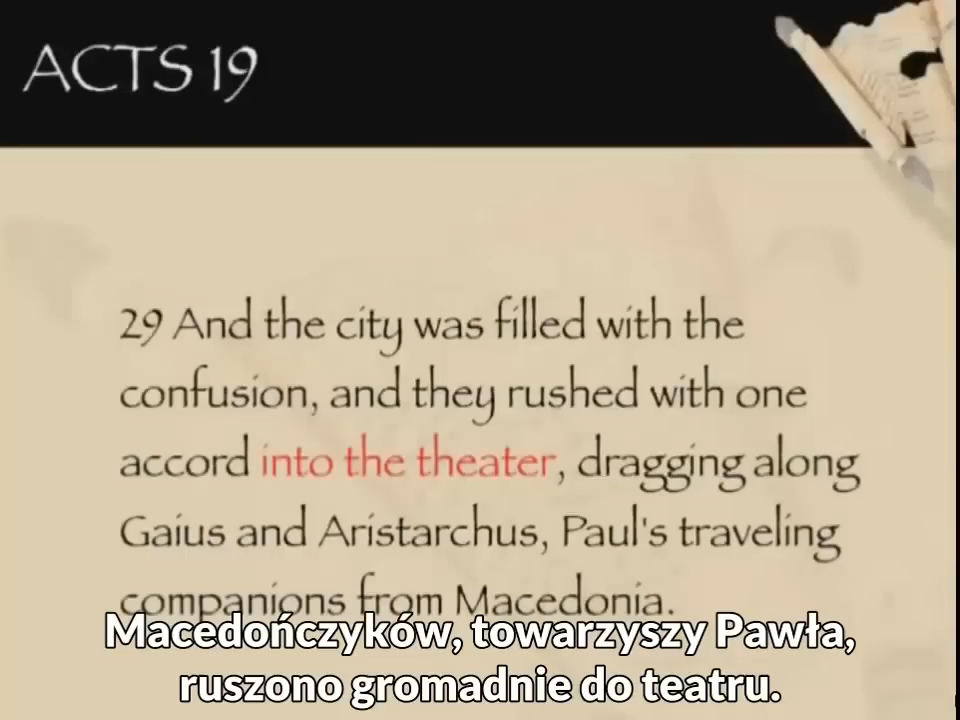 ACTS 19
29 And the city was filled with the
confusion, and they rushed with one
accord into the theater, dragging along
Gaius and Aristarchus, Paul's traveling
companions from Macedonia.
Macedończyków, towarzyszy Pawła,
ruszono gromadnie do teatru.